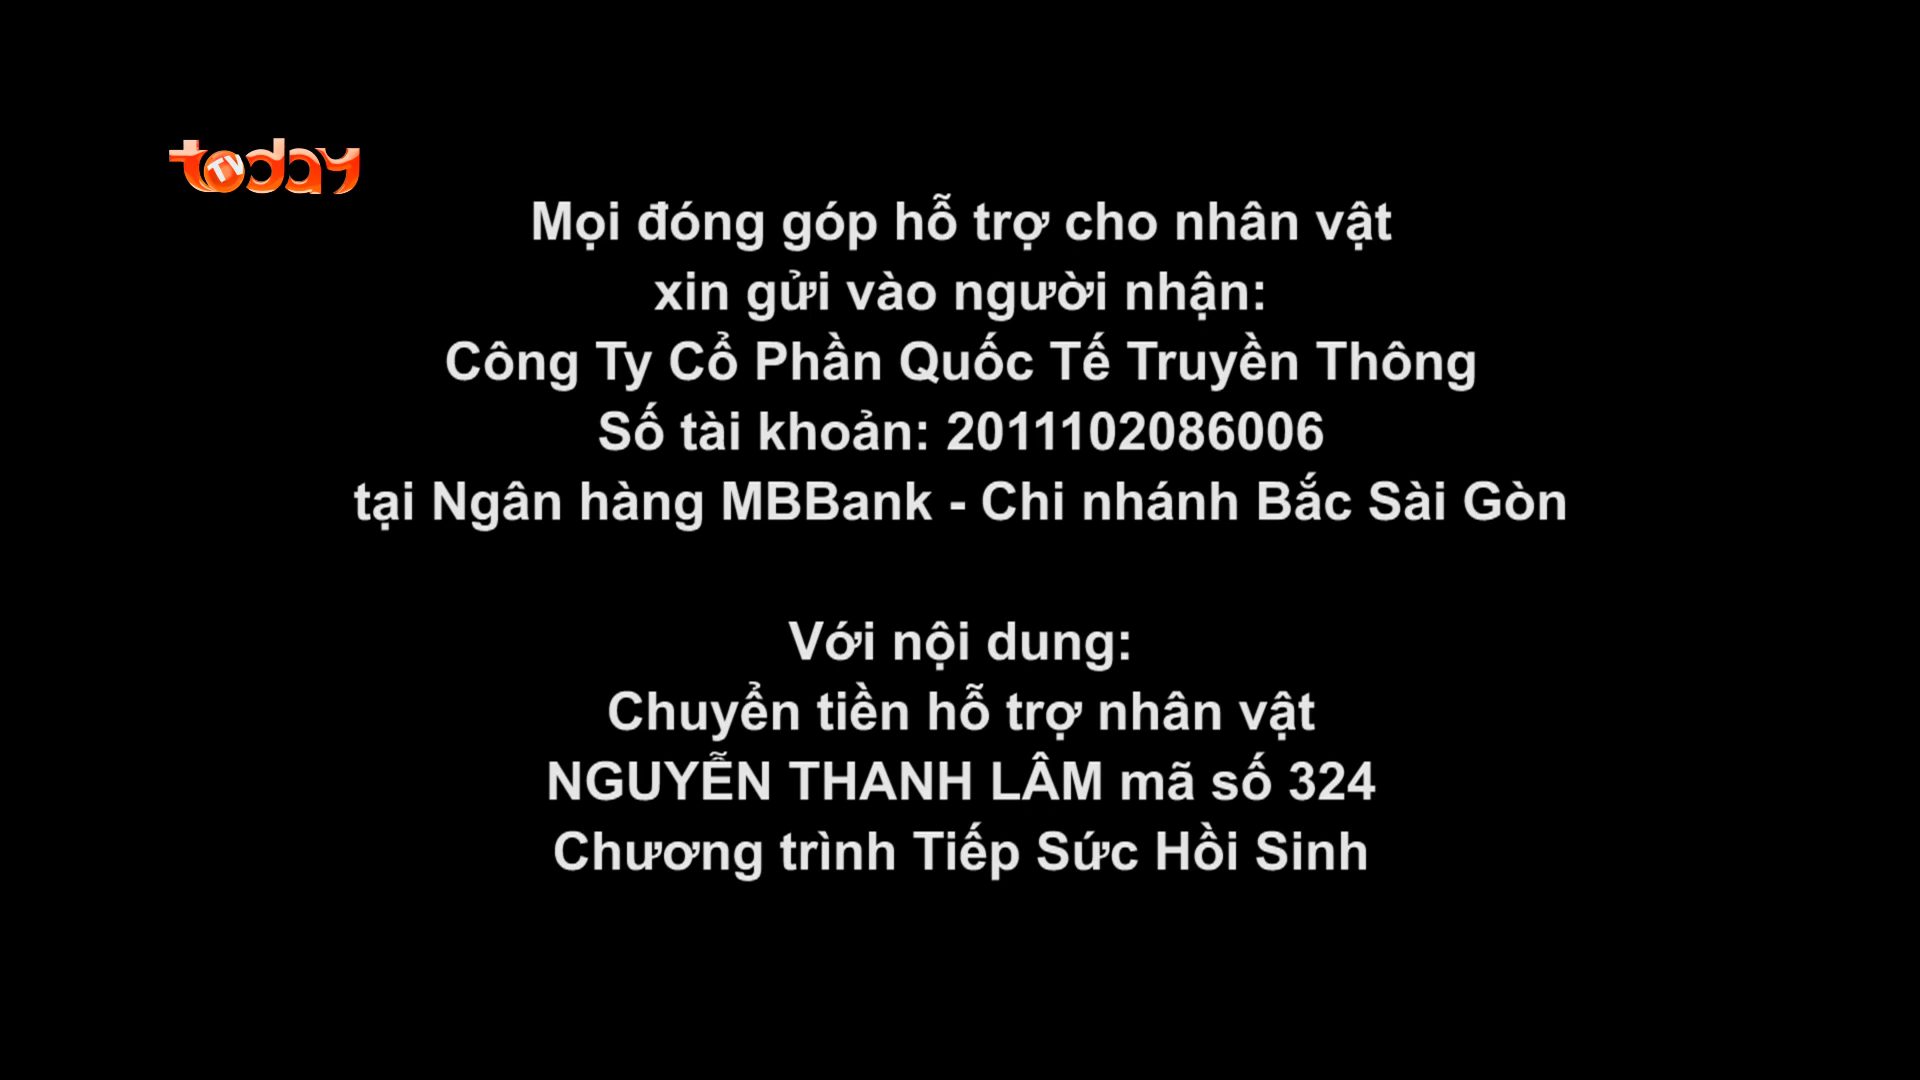 today TV
Mọi đóng góp hỗ trợ cho nhân vật
xin gửi vào người nhận:
Công Ty Cổ Phần Quốc Tế Truyền Thông
Số tài khoản: 2011102086006
tại Ngân hàng MBBank - Chi nhánh Bắc Sài Gòn
Với nội dung:
Chuyển tiền hỗ trợ nhân vật
NGUYỄN THANH LÂM mã số 324
Chương trình Tiếp Sức Hồi Sinh